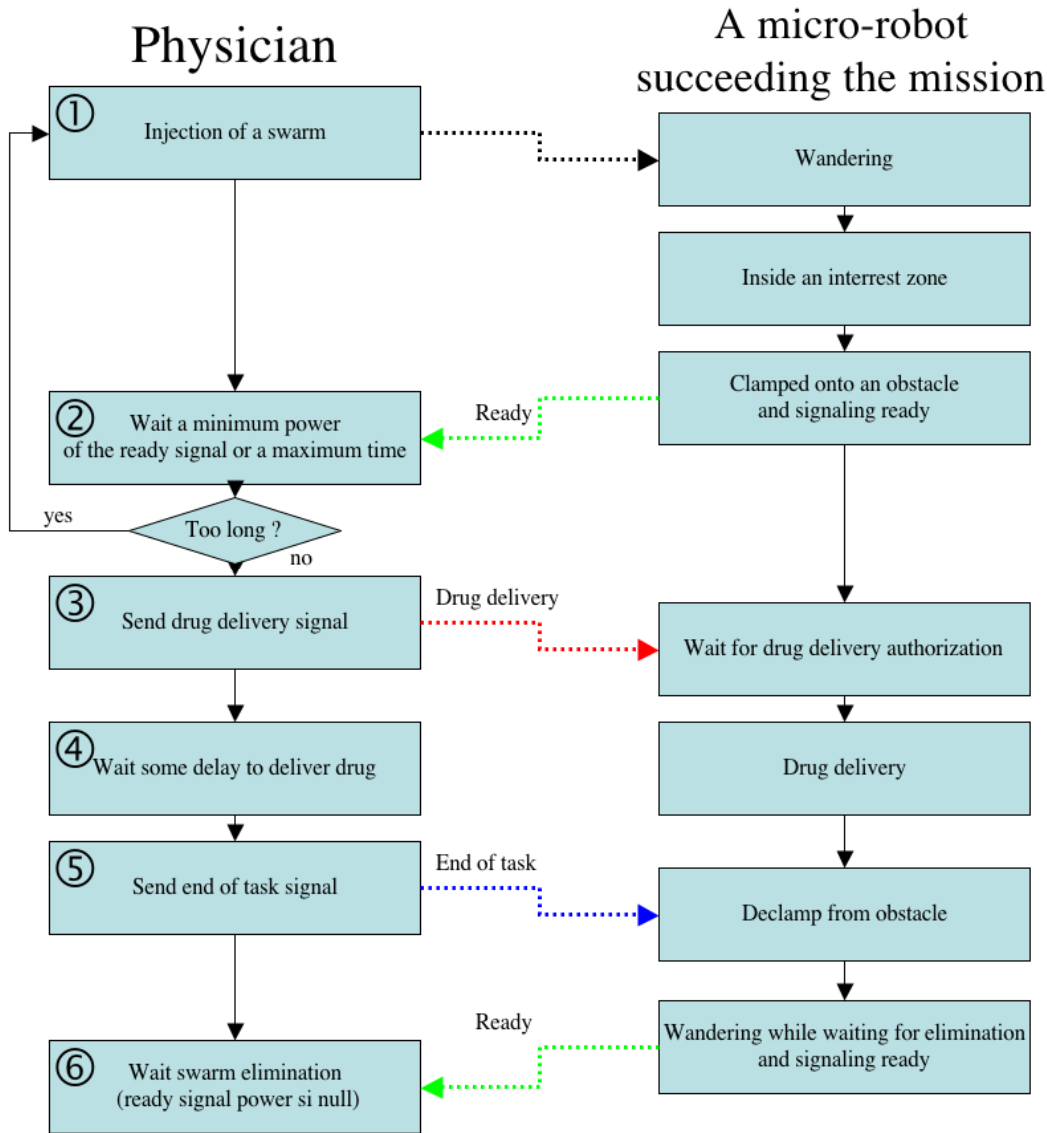 Physician
①
Injection of a swarm
②
Wait a minimum power
of the ready signal or a maximum time
Too long ?
yes
no
③
Send drug delivery signal
④
Wait some delay to deliver drug
⑤
Send end of task signal
⑥
Wait swarm elimination
(ready signal power si null)
Ready
Drug delivery
End of task
Ready
A micro-robot
succeeding the mission
Wandering
Inside an interrest zone
Clamped onto an obstacle
and signaling ready
Wait for drug delivery authorization
Drug delivery
Declamp from obstacle
Wandering while waiting for elimination
and signaling ready